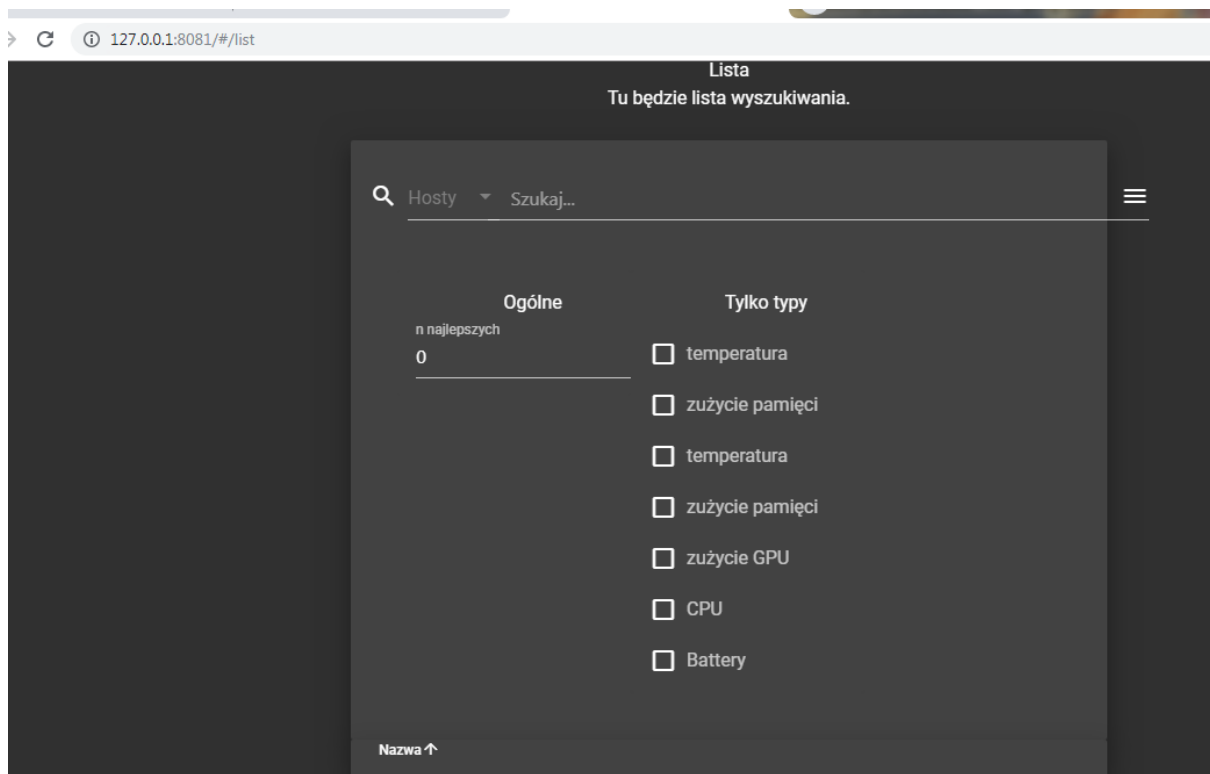 127.0.0.1:8081/#/list
Lista
Tu będzie lista wyszukiwania.
Hosty Szukaj...
Ogólne Tylko typy
n najlepszych
0
temperatura
zużycie pamięci
temperatura
zużycie pamięci
zużycie GPU
CPU
Battery
Nazwa